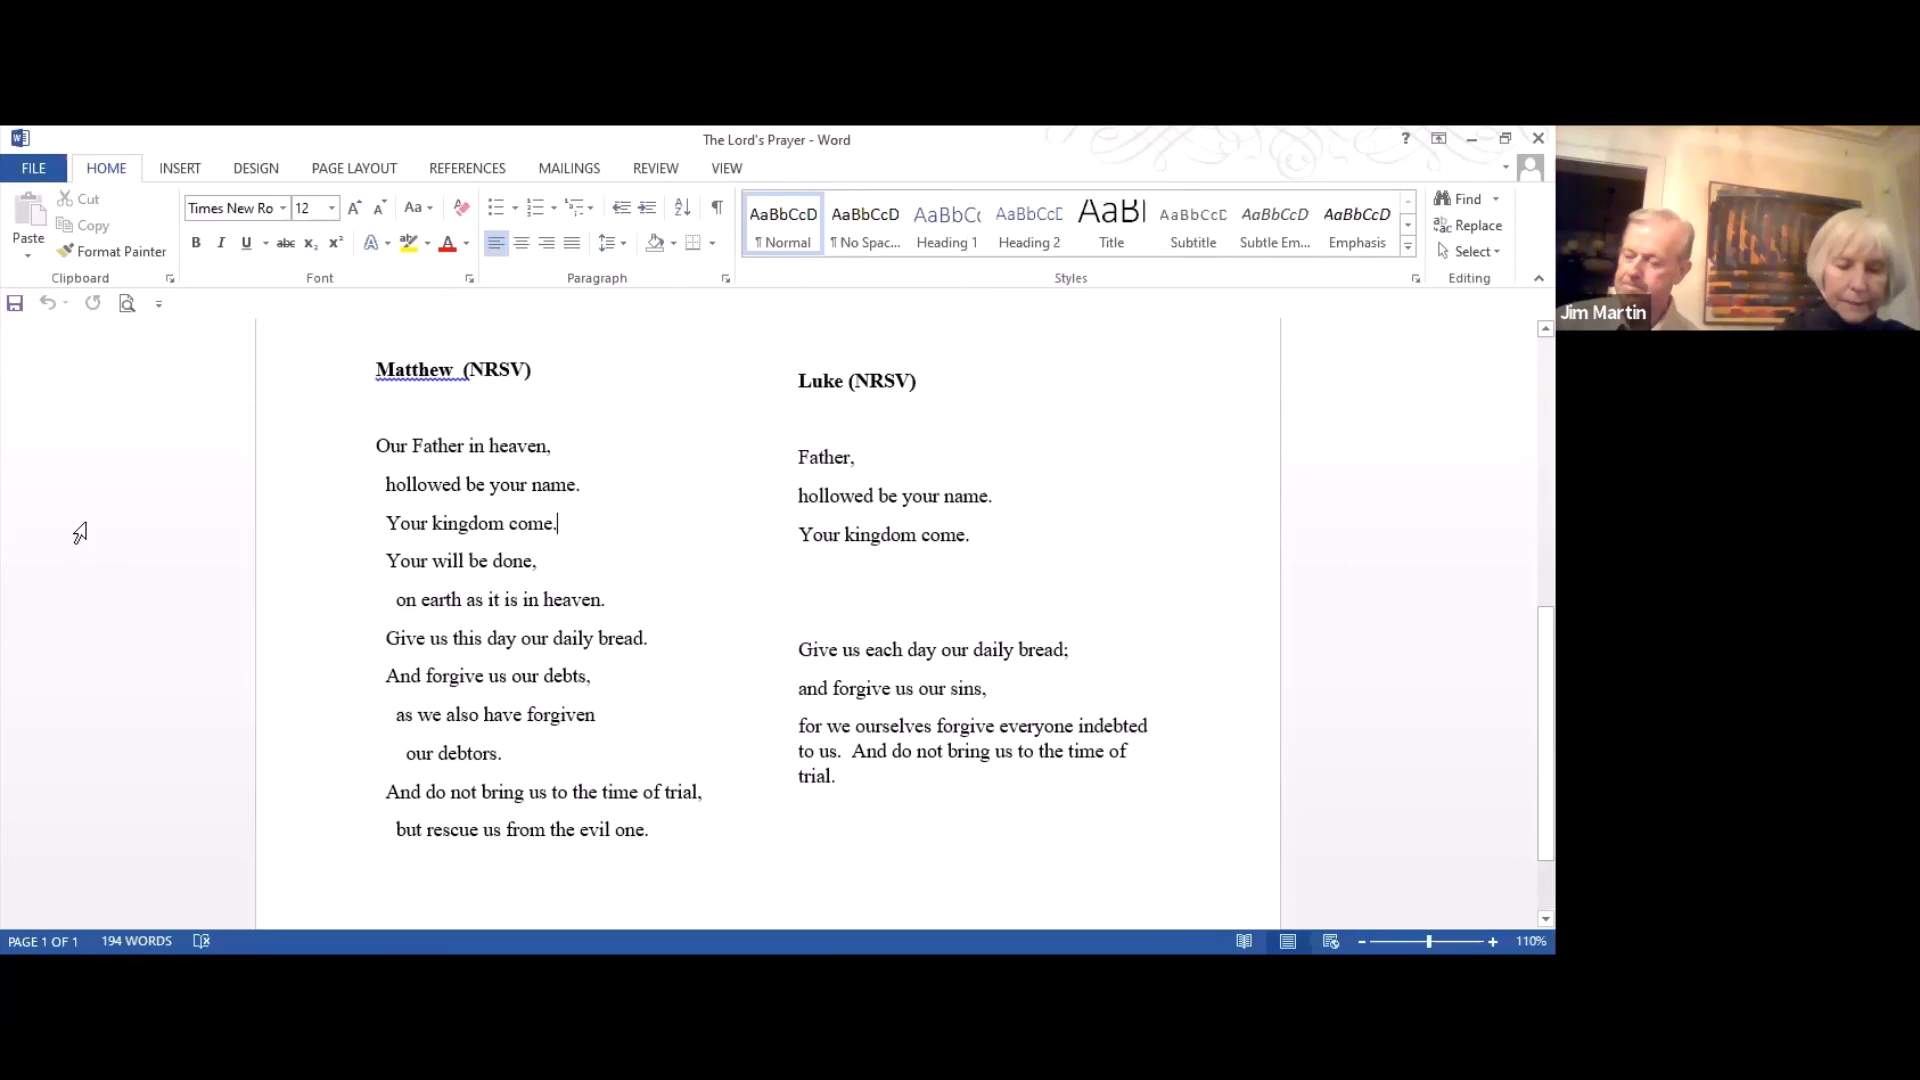 The Lord's Prayer - Word
?
FILE HOME INSERT DESIGN PAGE LAYOUT REFERENCES MAILINGS REVIEW VIEW
Cut
Copy
Format Painter
Paste
Clipboard
Times New Ro 12
Font
Paragraph
AaBbCcD AaBbCcD AaBbC AaBbCcD AaB AaBbCcD AaBbCcD AaBbCcD
¶ Normal ¶ No Spac... Heading 1 Heading 2 Title Subtitle Subtle Em... Emphasis
Styles
Find
Replace
Select
Editing
Jim Martin
Matthew (NRSV)
Our Father in heaven,
hollowed be your name.
Your kingdom come.
Your will be done,
on earth as it is in heaven.
Give us this day our daily bread.
And forgive us our debts,
as we also have forgiven
our debtors.
And do not bring us to the time of trial,
but rescue us from the evil one.
Luke (NRSV)
Father,
hollowed be your name.
Your kingdom come.
Give us each day our daily bread;
and forgive us our sins,
for we ourselves forgive everyone indebted
to us. And do not bring us to the time of
trial.
PAGE 1 OF 1 194 WORDS
110%